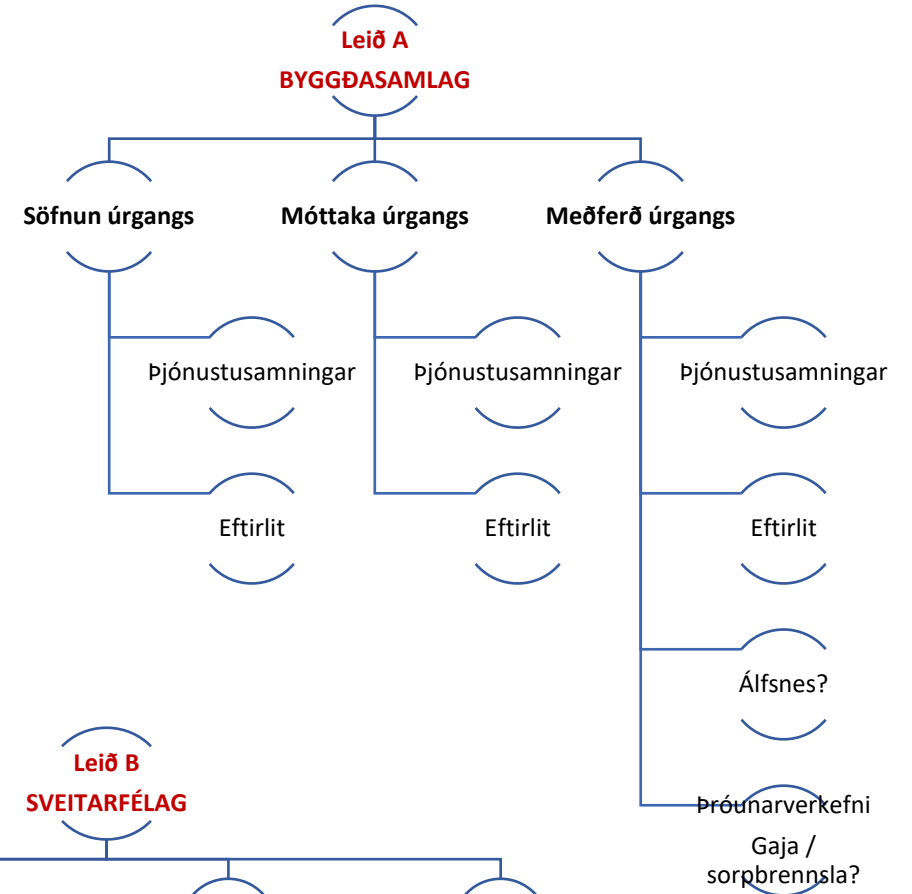 Leið A
BYGGÐASAMLAG
Söfnun úrgangs
Móttaka úrgangs
Meðferð úrgangs
Þjónustusamningar
Þjónustusamningar
Þjónustusamningar
Eftirlit
Eftirlit
Eftirlit
Álfsnes?
Leið B
SVEITARFÉLAG
Þróunarverkefni
Gaja /
sorpbrennsla?